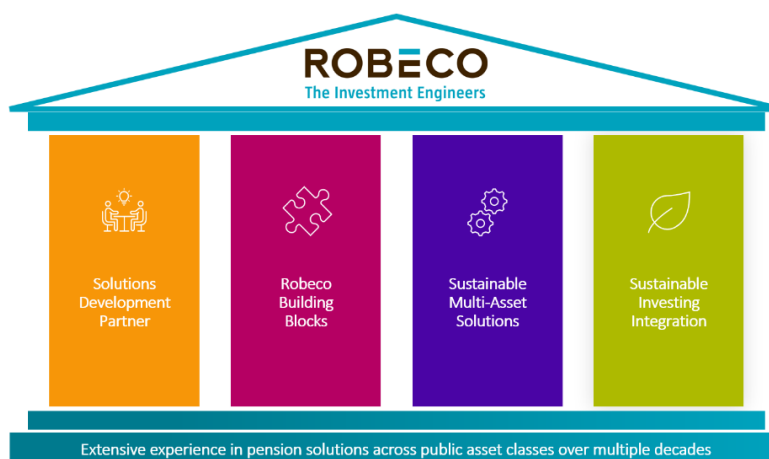 ROBECO
The Investment Engineers
Solutions
Development
Partner
Robeco
Building
Blocks
Sustainable
Multi-Asset
Solutions
Sustainable
Investing
Integration
Extensive experience in pension solutions across public asset classes over multiple decades